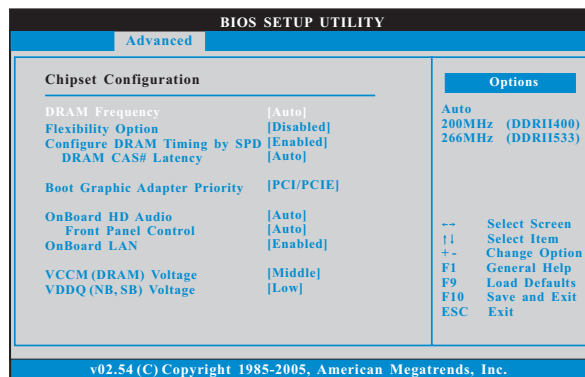 BIOS SETUP UTILITY
Advanced
Chipset Configuration
DRAM Frequency [Auto]
Flexibility Option [Disabled]
Configure DRAM Timing by SPD [Enabled]
DRAM CAS# Latency [Auto]
Boot Graphic Adapter Priority [PCI/PCIE]
OnBoard HD Audio [Auto]
Front Panel Control [Auto]
OnBoard LAN [Enabled]
VCCM (DRAM) Voltage [Middle]
VDDQ (NB, SB) Voltage [Low]
Options
Auto
200MHz (DDRII400)
266MHz (DDRII533)
←→ Select Screen
↑↓ Select Item
+ - Change Option
F1 General Help
F9 Load Defaults
F10 Save and Exit
ESC Exit
v02.54 (C) Copyright 1985-2005, American Megatrends, Inc.